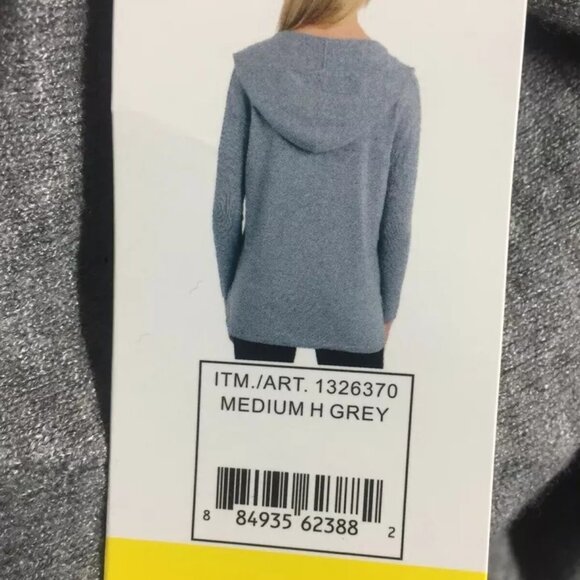 ITM./ART. 1326370
MEDIUM H GREY
8 84935 62388 2